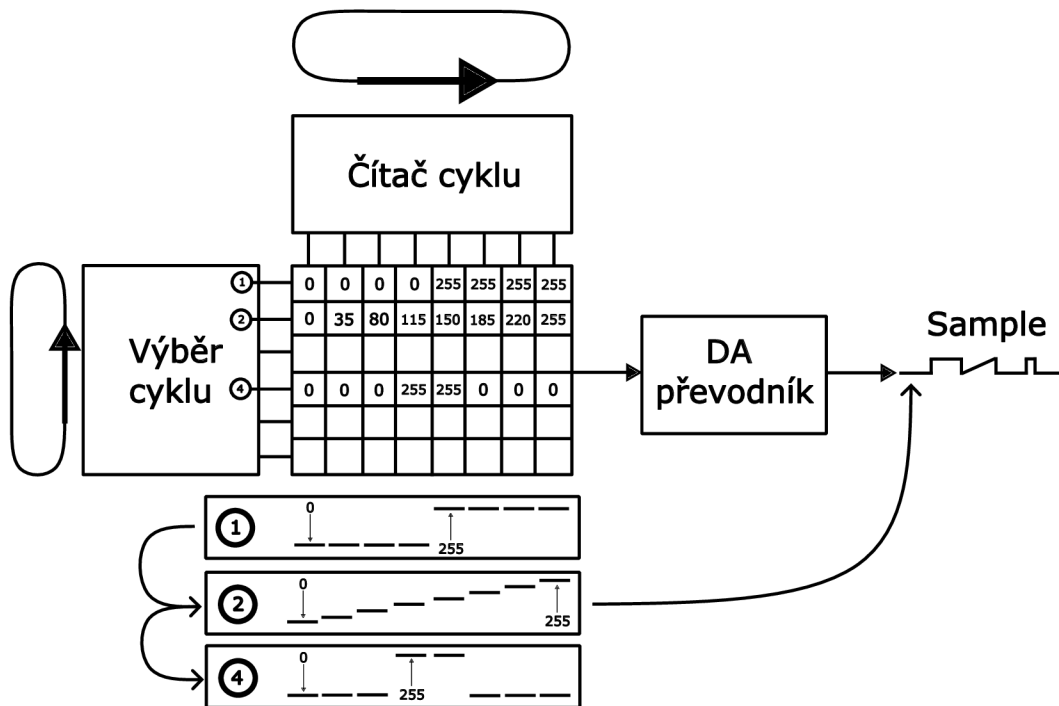 Čítač cyklu
1 0 0 0 0 255 255 255 255
2 0 35 80 115 150 185 220 255
Výběr
cyklu
4 0 0 0 255 255 0 0 0
DA
převodník
Sample
1 0 255
2 0 255
4 0 255